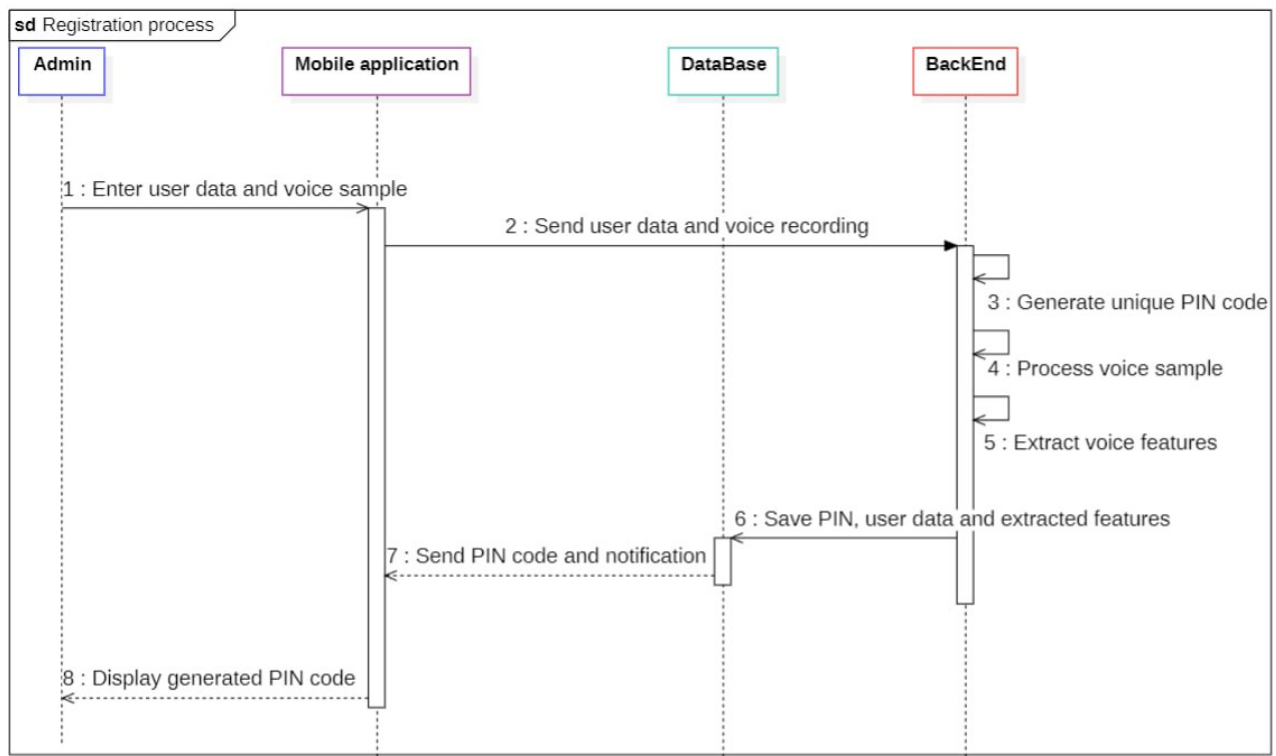 sd Registration process
Admin
Mobile application
DataBase
BackEnd
1 : Enter user data and voice sample
2 : Send user data and voice recording
3 : Generate unique PIN code
4 : Process voice sample
5 : Extract voice features
6 : Save PIN, user data and extracted features
7 : Send PIN code and notification
8 : Display generated PIN code